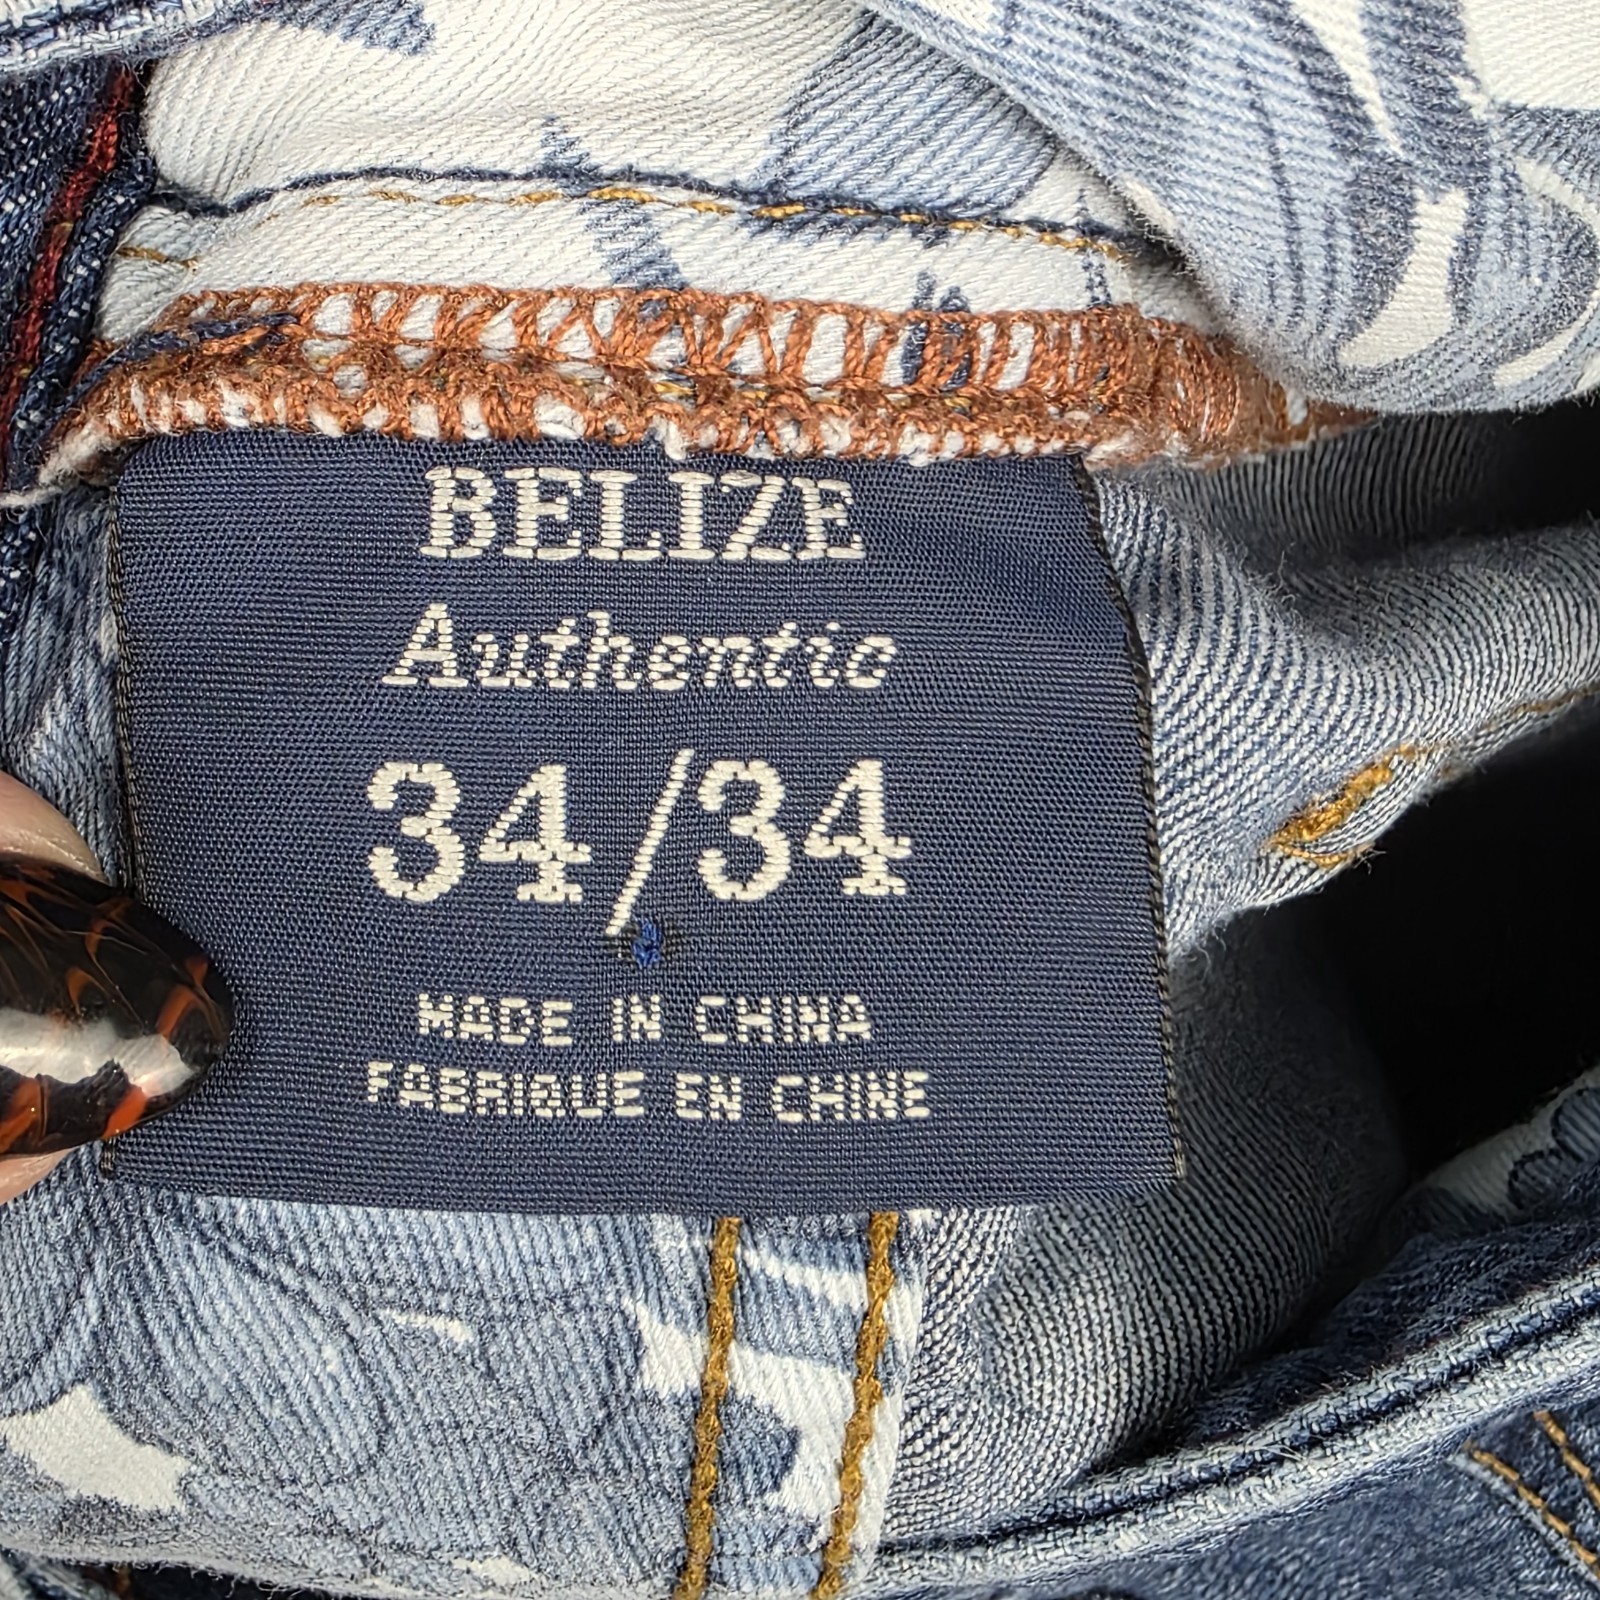 BELIZE
Authentic
34/34
MADE IN CHINA
FABRIQUE EN CHINE